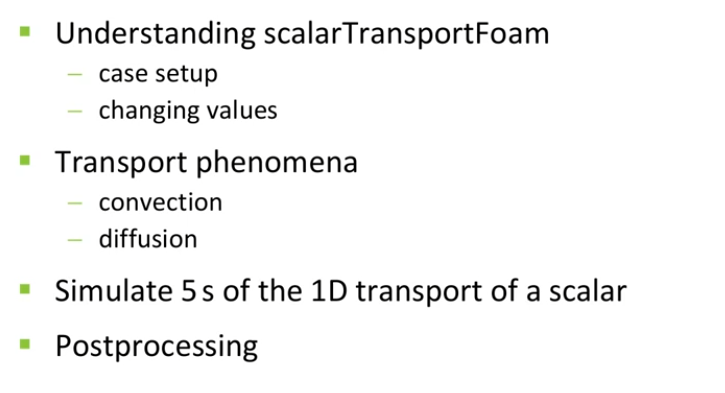 ▪ Understanding scalarTransportFoam
– case setup
– changing values
▪ Transport phenomena
– convection
– diffusion
▪ Simulate 5 s of the 1D transport of a scalar
▪ Postprocessing